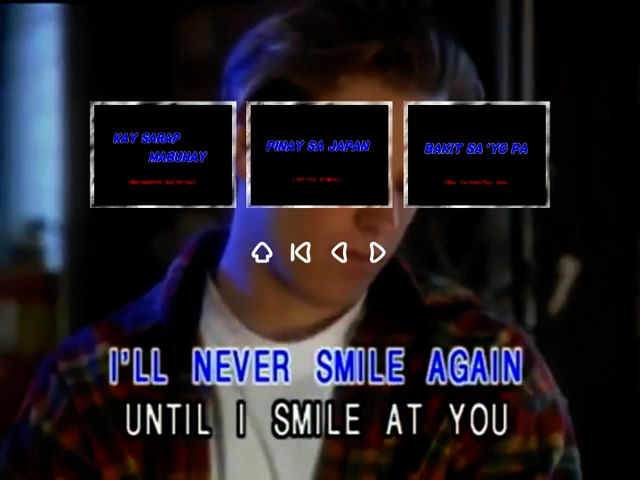 KAY SARAP
MABUHAY
PINAY SA JAPAN
BAKIT SA 'YO PA
I'LL NEVER SMILE AGAIN
UNTIL I SMILE AT YOU